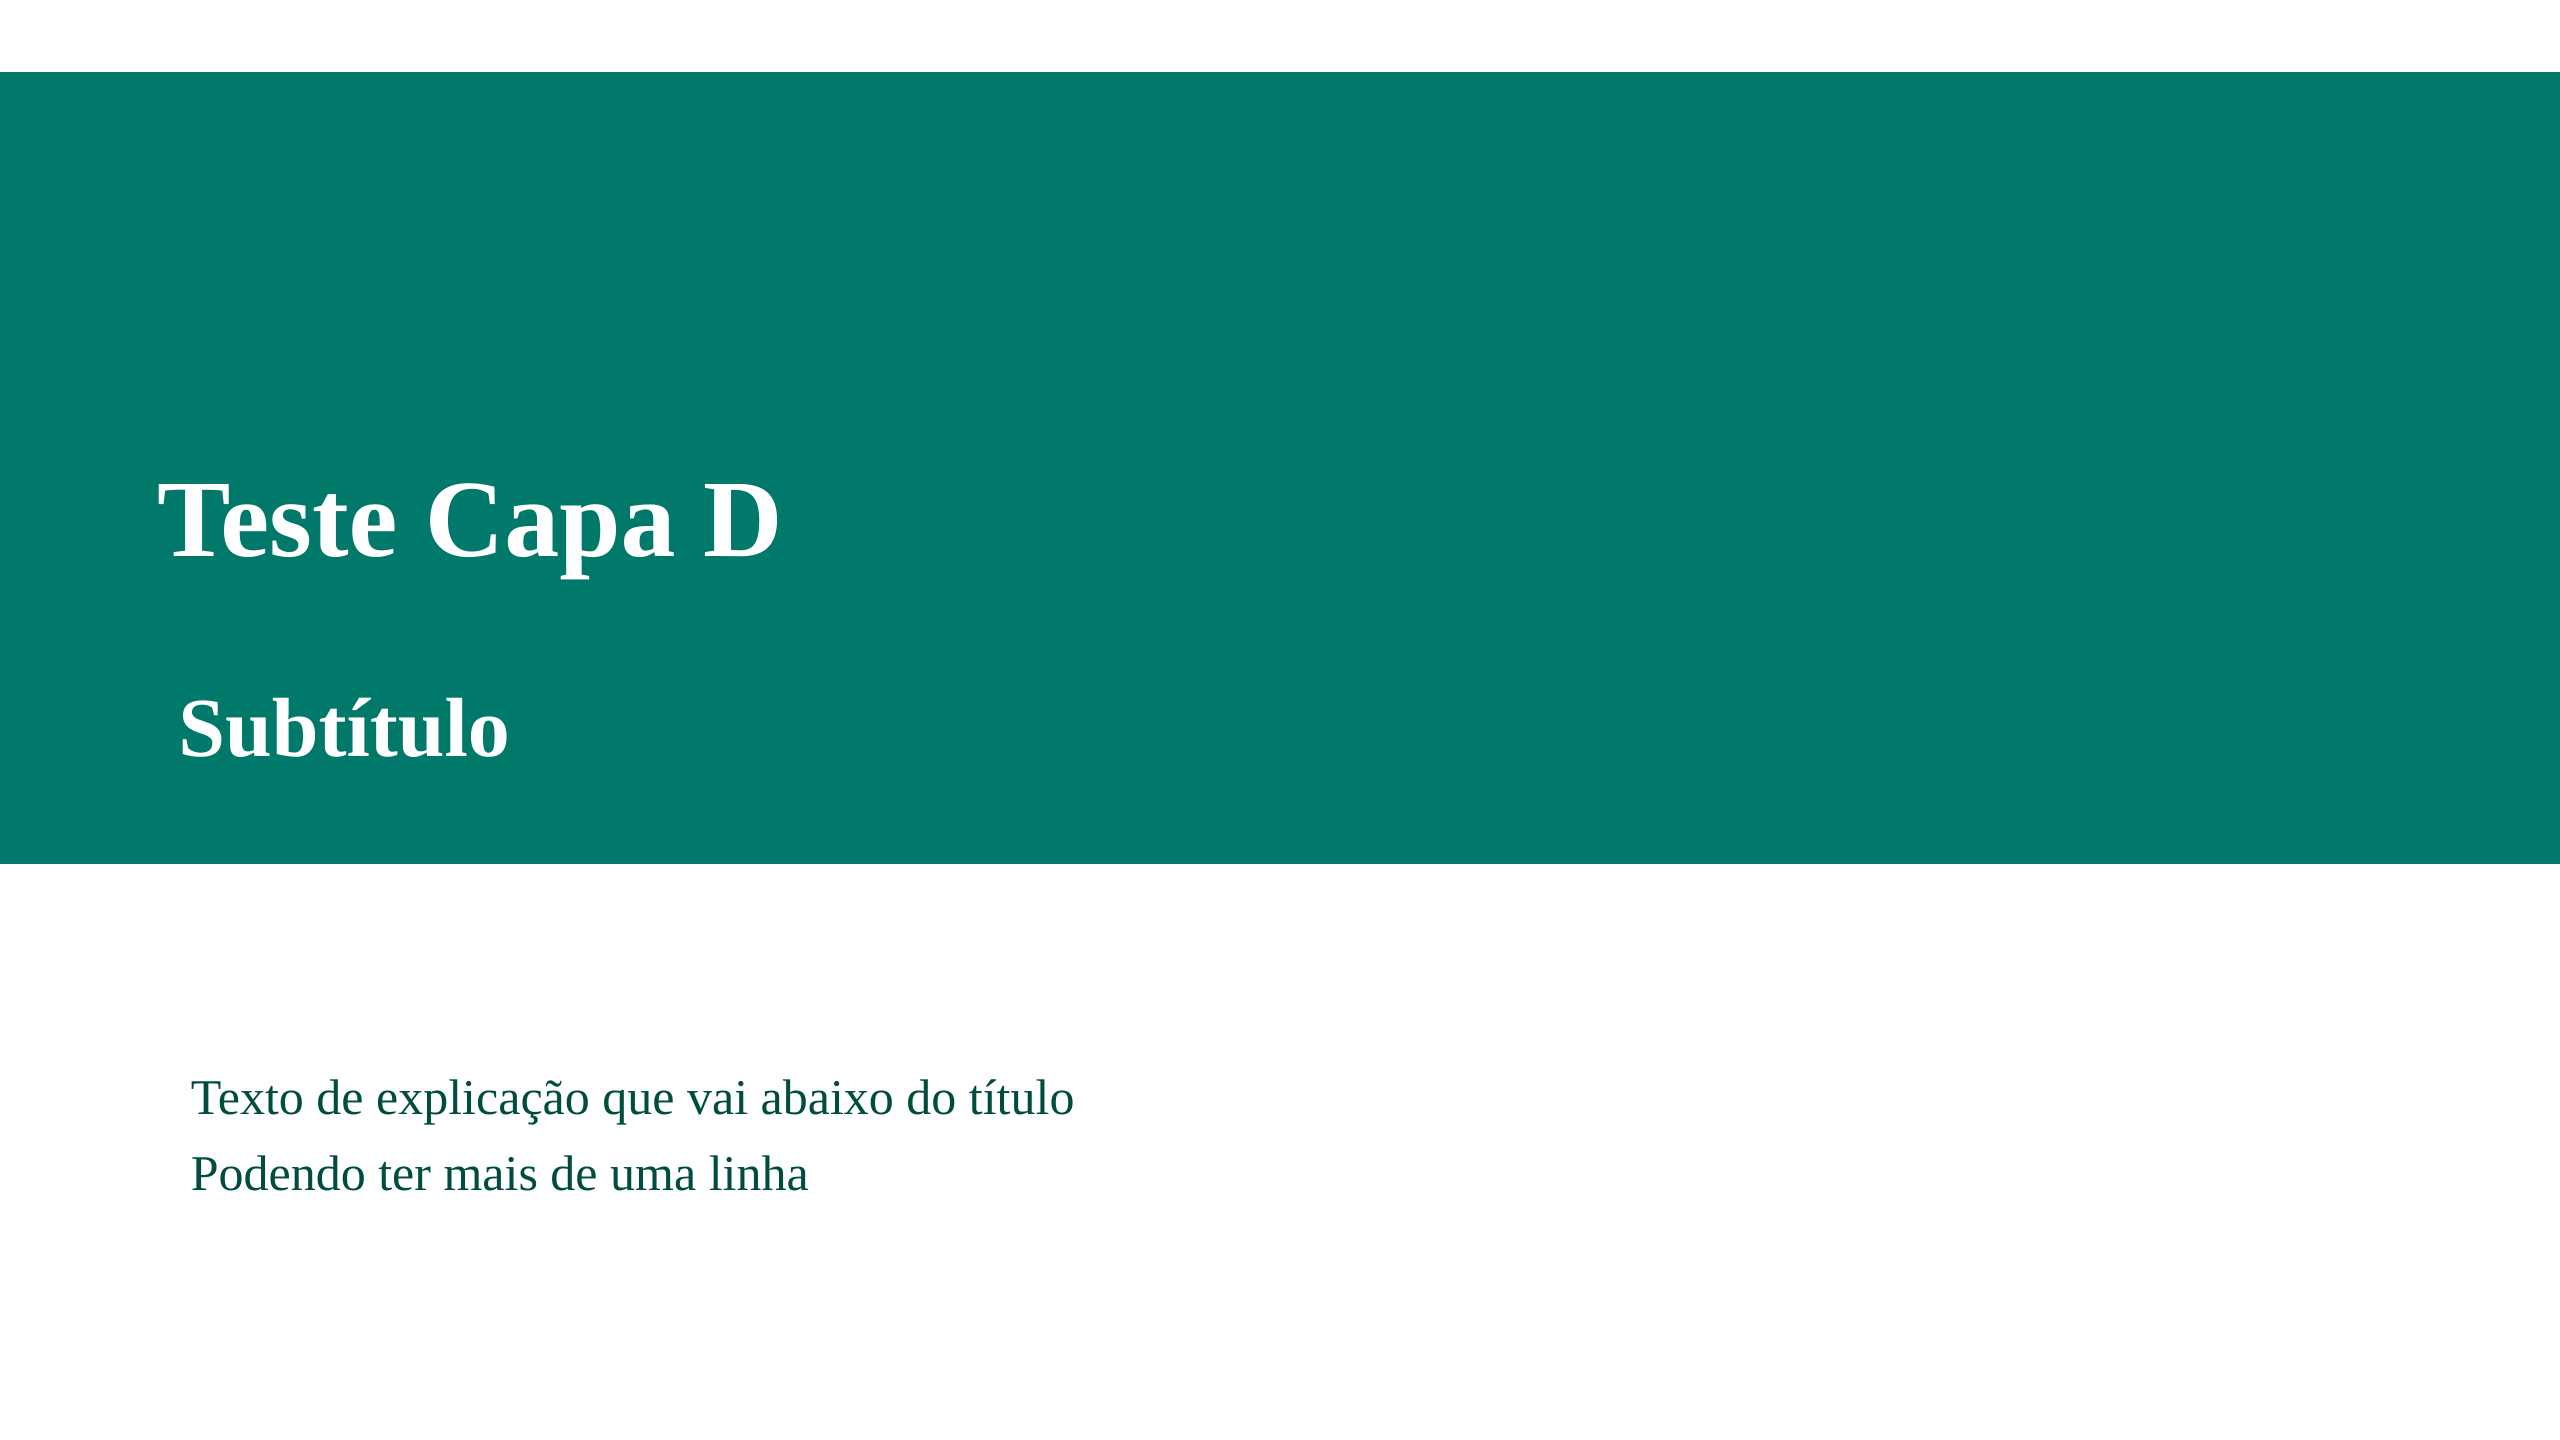 Teste Capa D
Subtítulo
Texto de explicação que vai abaixo do título
Podendo ter mais de uma linha